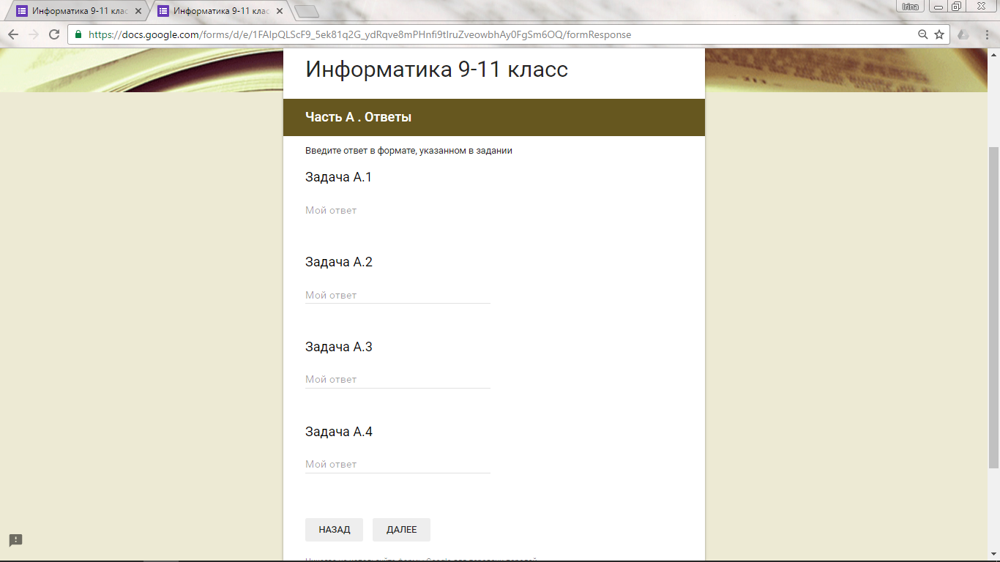 Информатика 9-11 клас
Информатика 9-11 клас
Irina
https://docs.google.com/forms/d/e/1FAIpQLScF9_5ek81q2G_ydRqve8mPHnfi9tIruZveowbhAy0FgSm6OQ/formResponse
Информатика 9-11 класс
Часть А . Ответы
Введите ответ в формате, указанном в задании
Задача А.1
Мой ответ
Задача А.2
Мой ответ
Задача А.3
Мой ответ
Задача А.4
Мой ответ
НАЗАД
ДАЛЕЕ